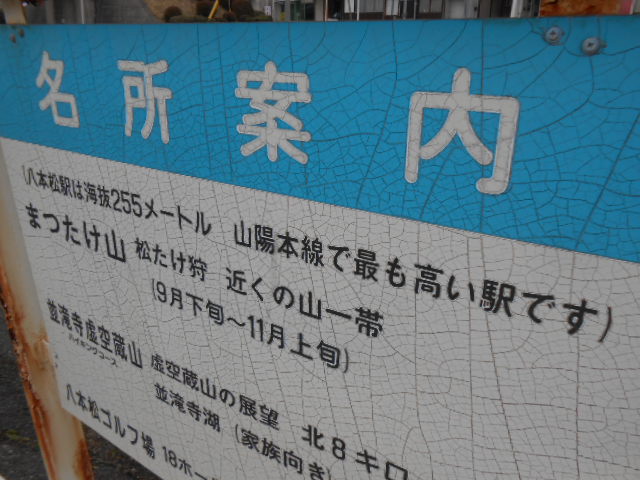 名所案内
(八本松駅は海抜255メートル 山陽本線で最も高い駅です)
まつたけ山 松たけ狩 近くの山一帯
(9月下旬〜11月上旬)
並滝寺虚空蔵山 虚空蔵山の展望 北8キロ
ハイキングコース 並滝寺湖 (家族向き)
八本松ゴルフ場 18ホー